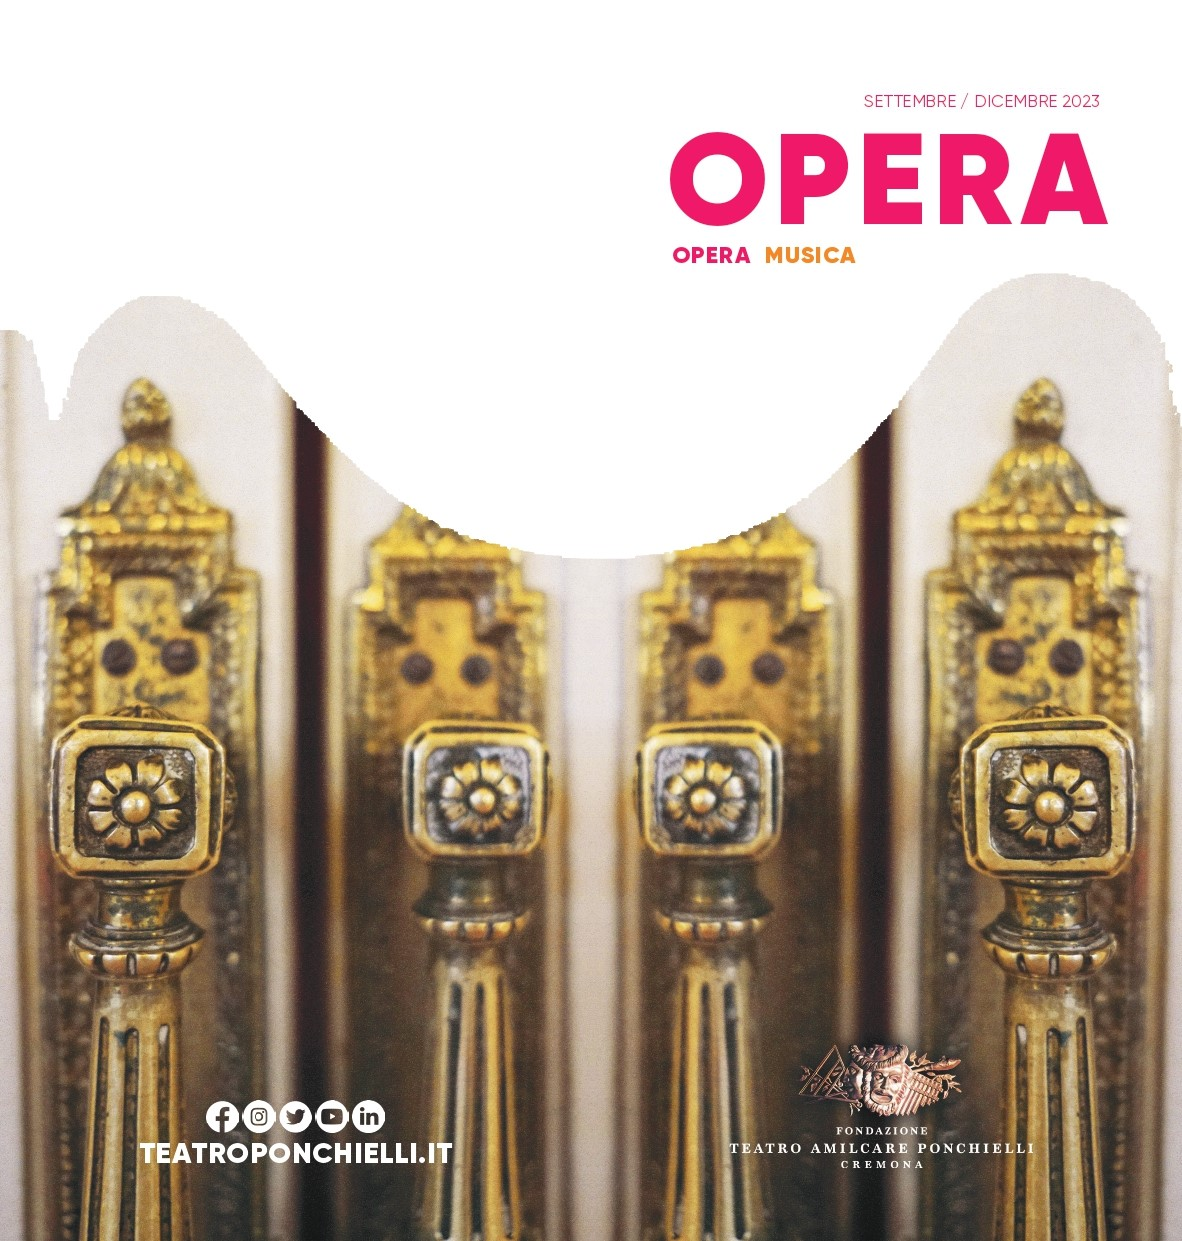 SETTEMBRE / DICEMBRE 2023
OPERA
OPERA MUSICA
TEATROPONCHIELLI.IT
FONDAZIONE
TEATRO AMILCARE PONCHIELLI
CREMONA